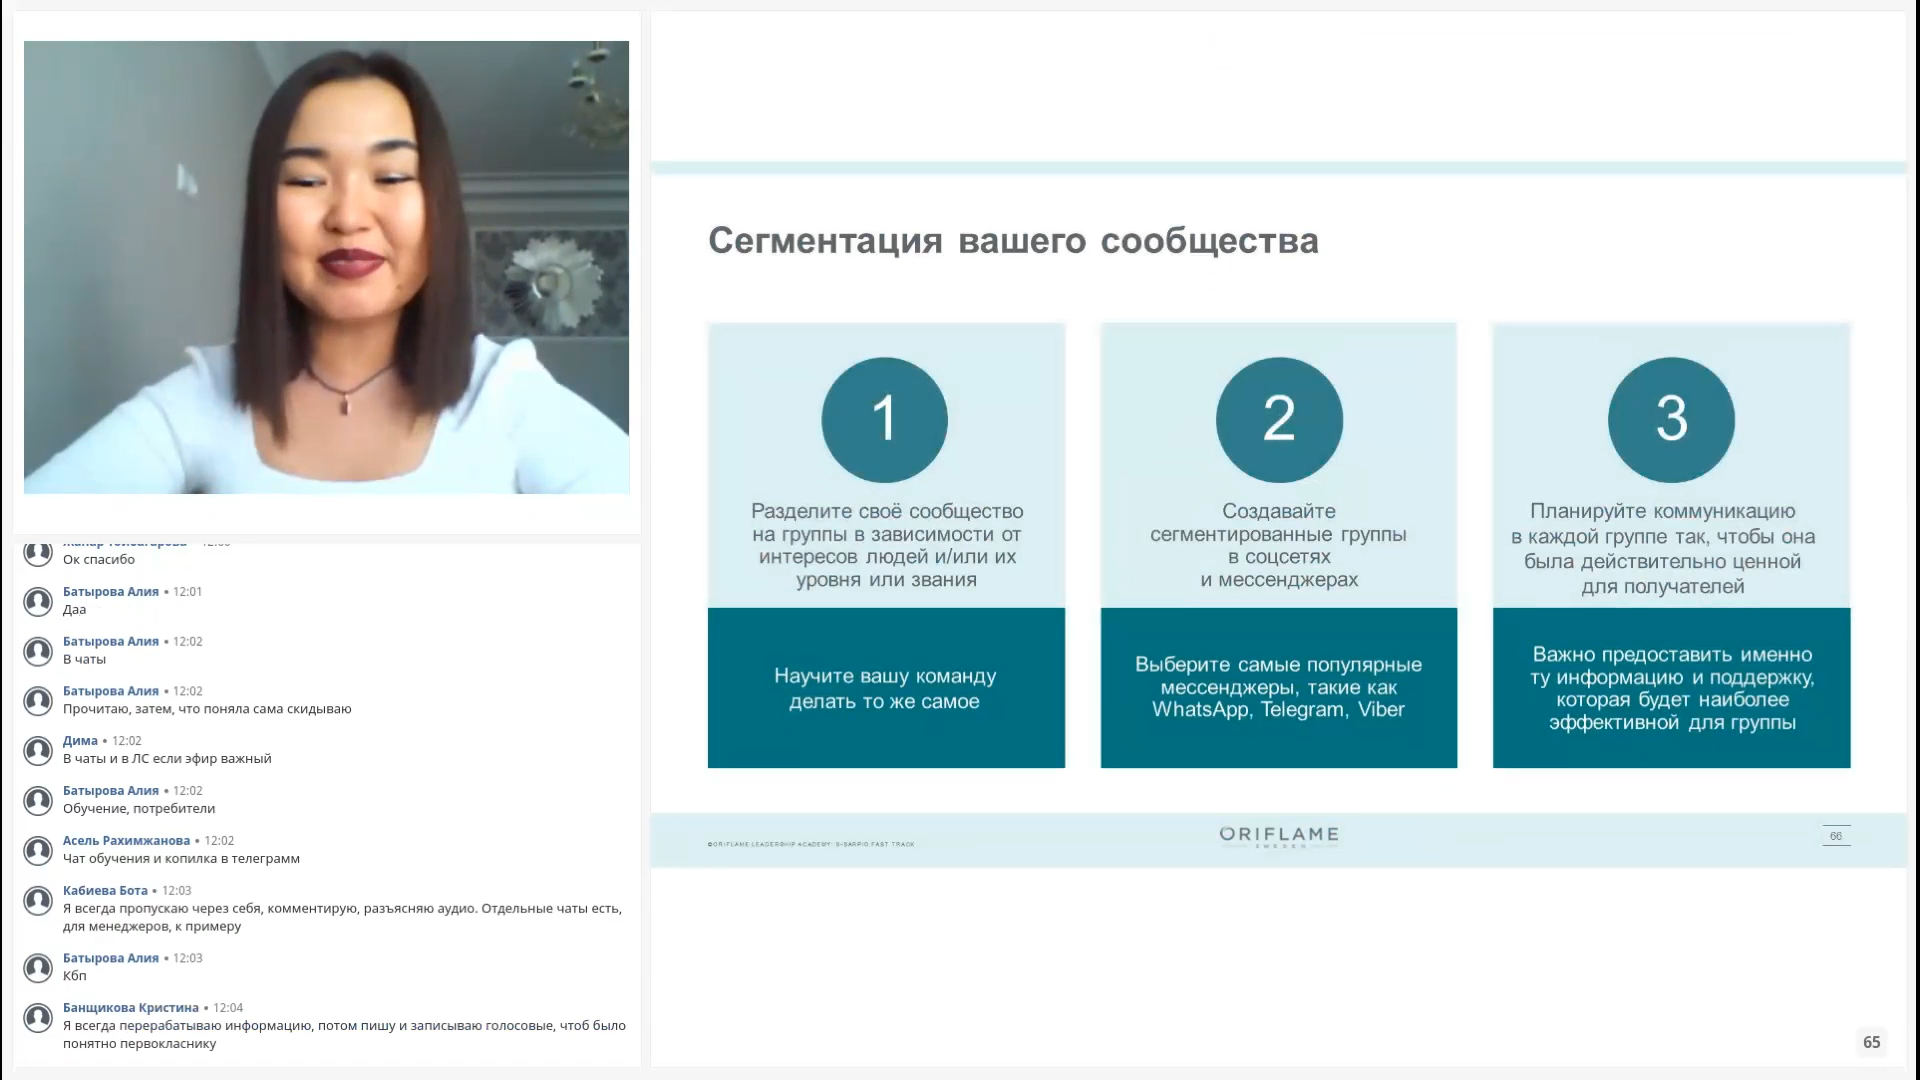 Ок спасибо
Батырова Алия • 12:01
Даа
Батырова Алия • 12:02
В чаты
Батырова Алия • 12:02
Прочитаю, затем, что поняла сама скидываю
Дима • 12:02
В чаты и в ЛС если эфир важный
Батырова Алия • 12:02
Обучение, потребители
Асель Рахимжанова • 12:02
Чат обучения и копилка в телеграмм
Кабиева Бота • 12:03
Я всегда пропускаю через себя, комментирую, разъясняю аудио. Отдельные чаты есть,
для менеджеров, к примеру
Батырова Алия • 12:03
Кбп
Банщикова Кристина • 12:04
Я всегда перерабатываю информацию, потом пишу и записываю голосовые, чтоб было
понятно первокласнику
Сегментация вашего сообщества
1
Разделите своё сообщество
на группы в зависимости от
интересов людей и/или их
уровня или звания
Научите вашу команду
делать то же самое
2
Создавайте
сегментированные группы
в соцсетях
и мессенджерах
Выберите самые популярные
мессенджеры, такие как
WhatsApp, Telegram, Viber
3
Планируйте коммуникацию
в каждой группе так, чтобы она
была действительно ценной
для получателей
Важно предоставить именно
ту информацию и поддержку,
которая будет наиболее
эффективной для группы
©ORIFLAME LEADERSHIP ACADEMY
FAST TRACK
ORIFLAME
SWEDEN
66
65